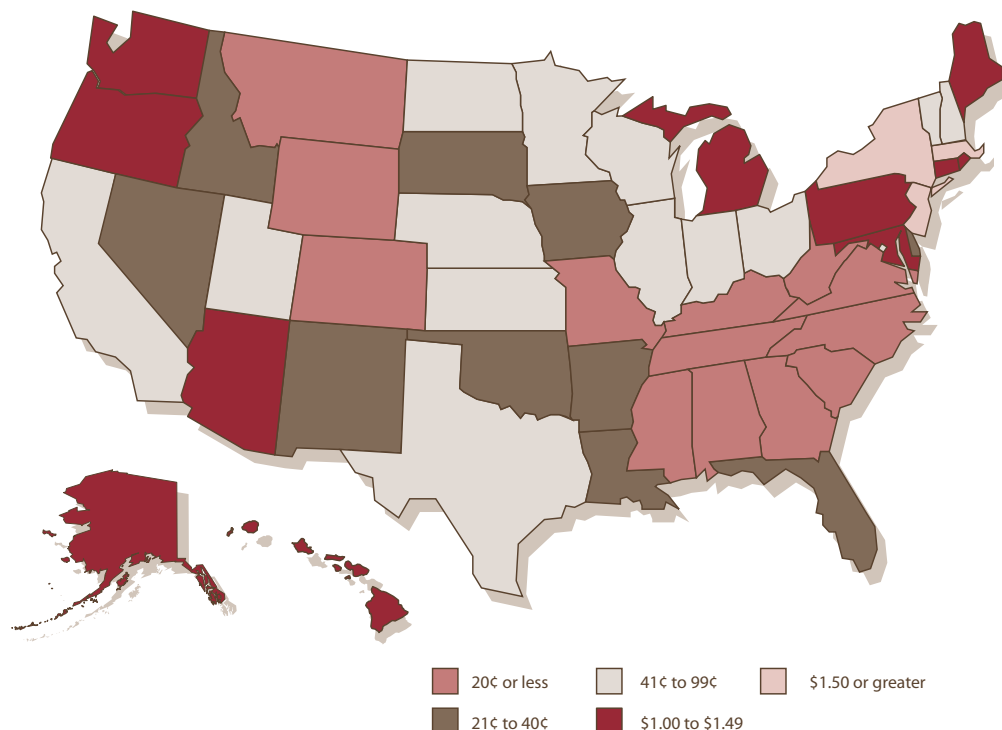 20¢ or less
41¢ to 99¢
$1.50 or greater
21¢ to 40¢
$1.00 to $1.49